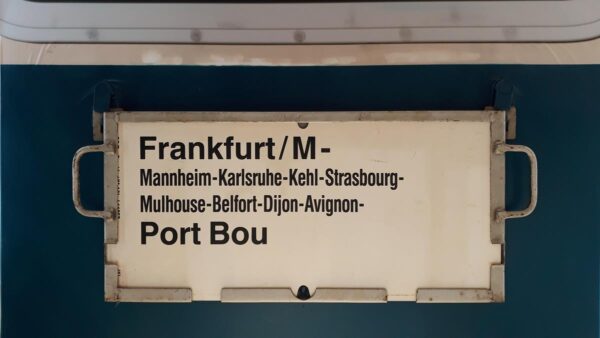 Frankfurt/M-
Mannheim-Karlsruhe-Kehl-Strasbourg-
Mulhouse-Belfort-Dijon-Avignon-
Port Bou